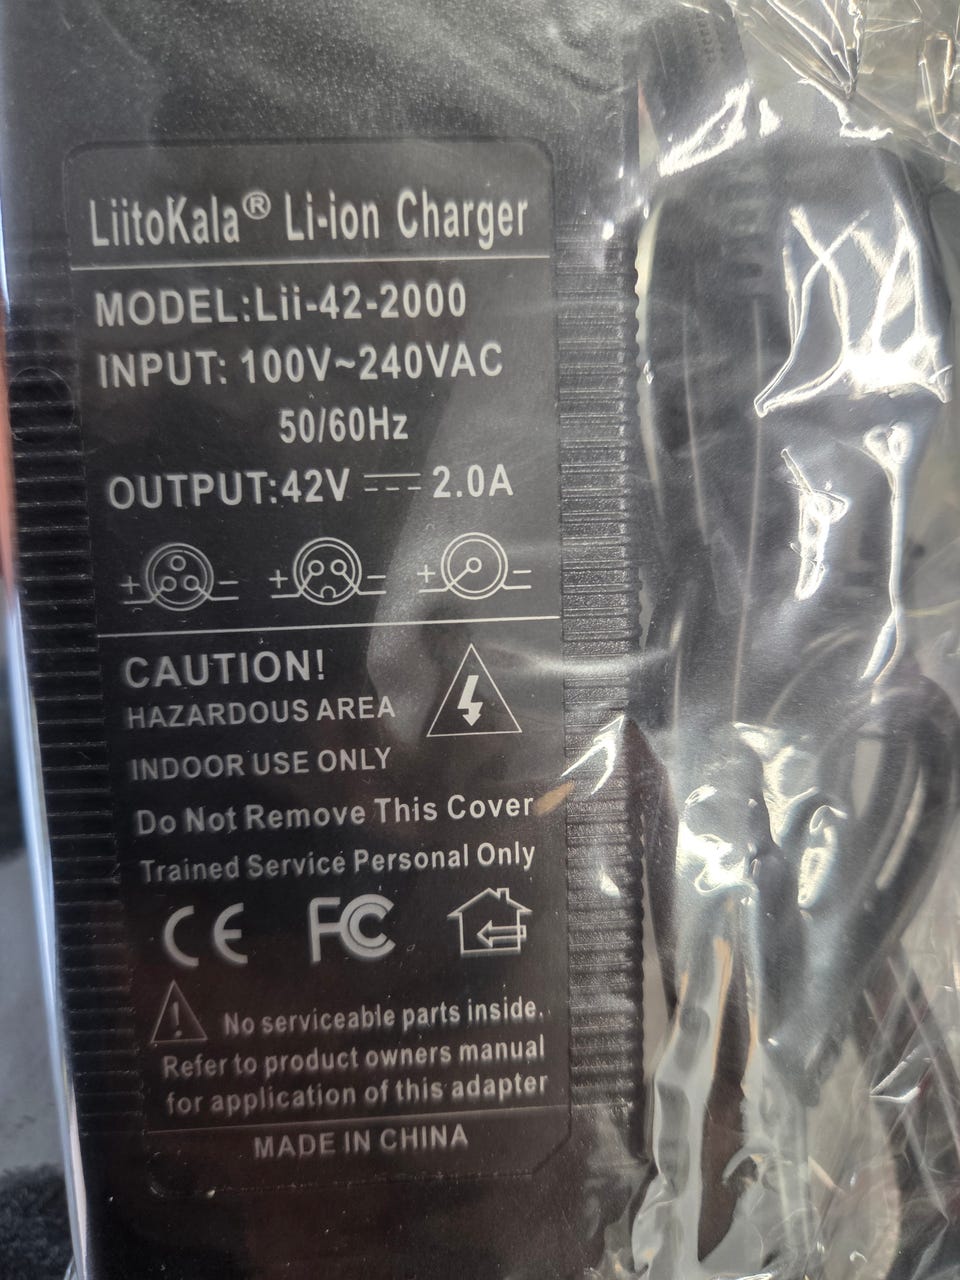 LiitoKala® Li-ion Charger
MODEL:Lii-42-2000
INPUT: 100V~240VAC
50/60Hz
OUTPUT:42V ⎓ 2.0A
+ − + − + −
CAUTION!
HAZARDOUS AREA
INDOOR USE ONLY
Do Not Remove This Cover
Trained Service Personal Only
CE FC
No serviceable parts inside.
Refer to product owners manual
for application of this adapter
MADE IN CHINA